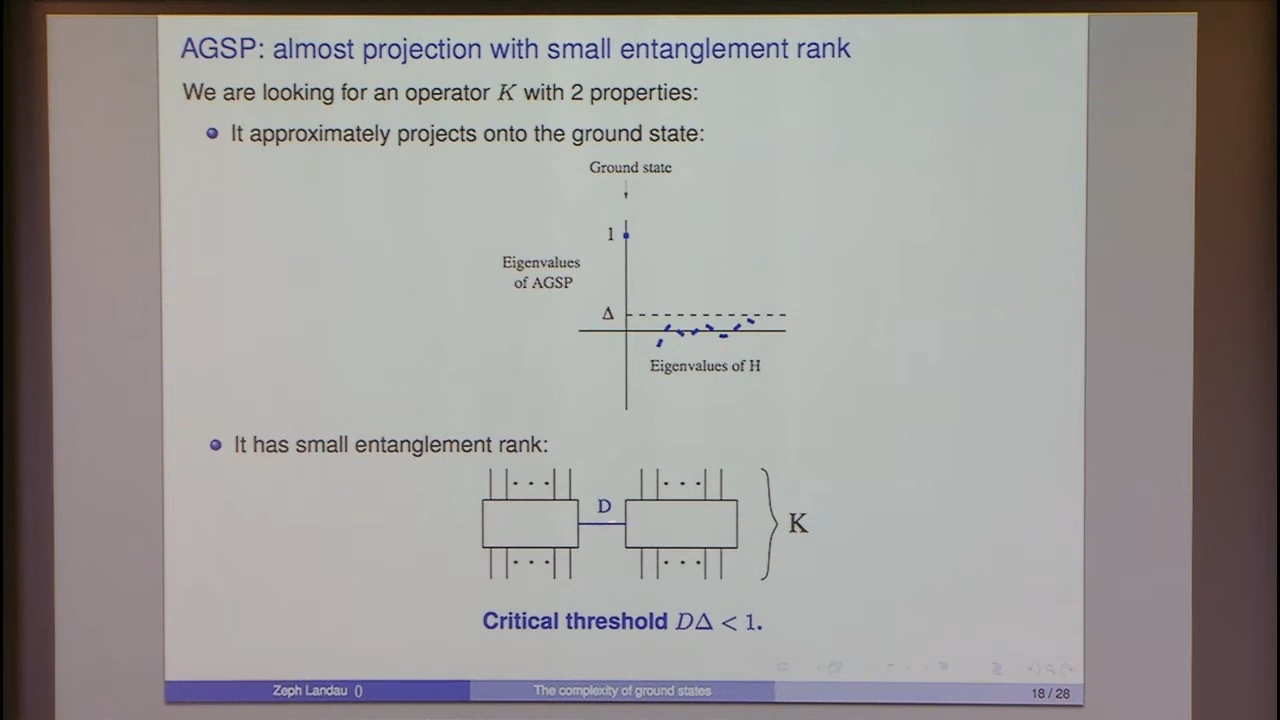 AGSP: almost projection with small entanglement rank
We are looking for an operator K with 2 properties:
It approximately projects onto the ground state:
Ground state
1
Eigenvalues
of AGSP
Δ
Eigenvalues of H
It has small entanglement rank:
D
K
Critical threshold DΔ < 1.
Zeph Landau () The complexity of ground states 18 / 28